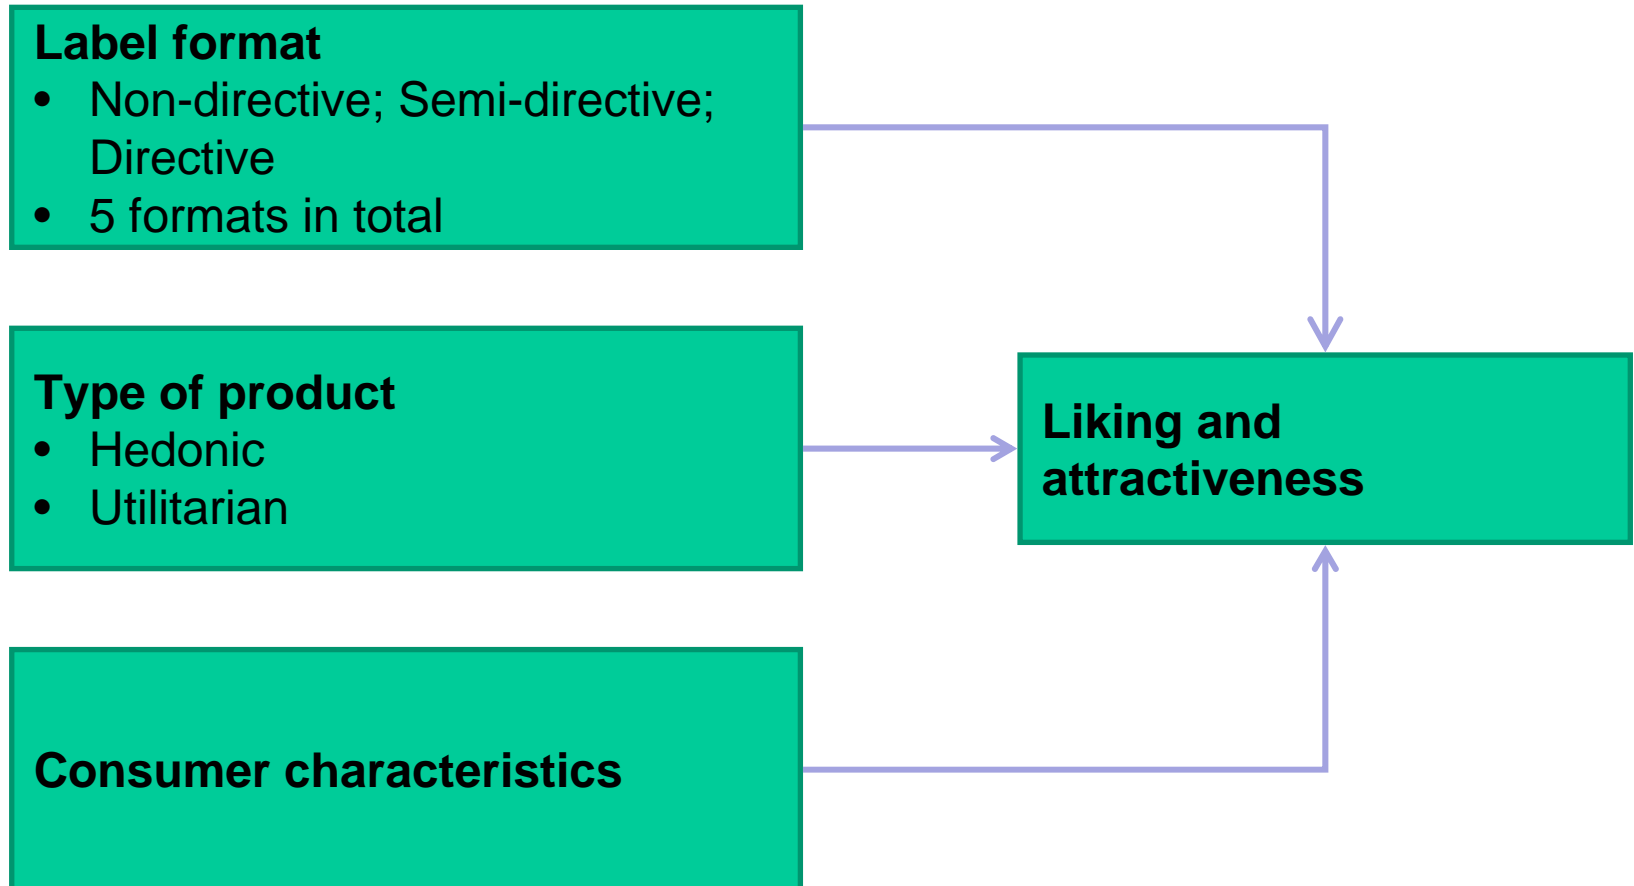 Label format
• Non-directive; Semi-directive;
Directive
• 5 formats in total
Type of product
• Hedonic
• Utilitarian
Liking and
attractiveness
Consumer characteristics